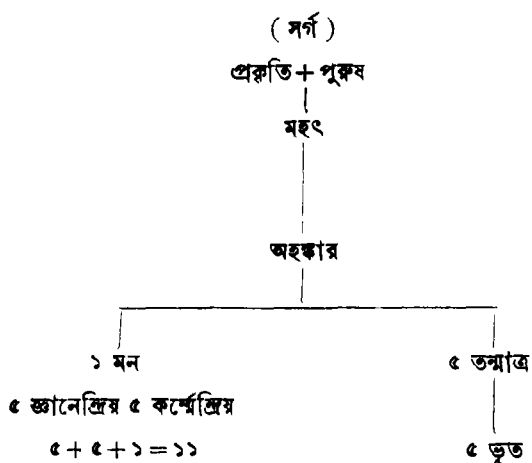 ( সর্গ )
প্রকৃতি + পুরুষ
মহৎ
অহঙ্কার
১ মন ৫ তন্মাত্র
৫ জ্ঞানেন্দ্রিয় ৫ কর্ম্মেন্দ্রিয়
৫ + ৫ + ১ = ১১ ৫ ভূত